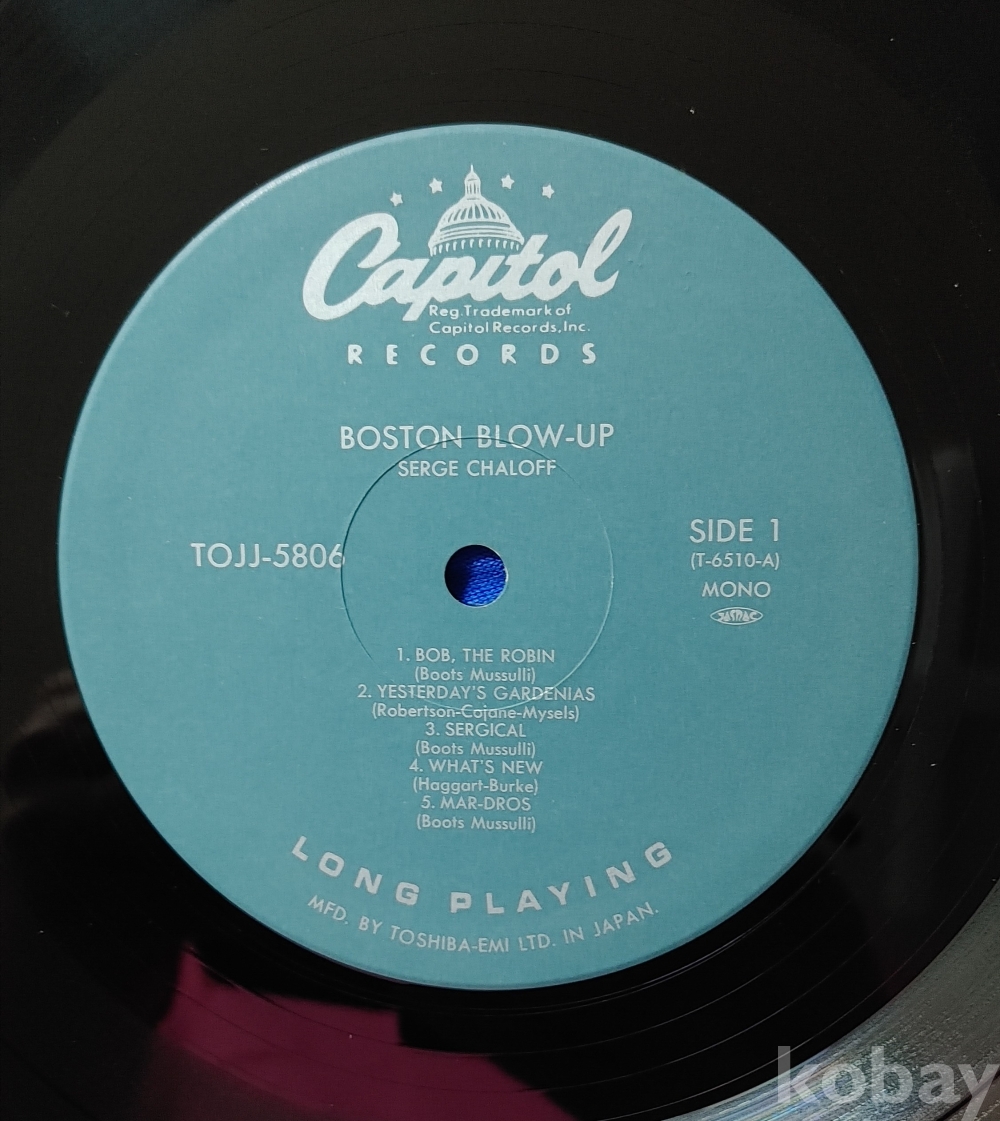 Capitol
Reg. Trademark of
Capitol Records, Inc.
RECORDS
BOSTON BLOW-UP
SERGE CHALOFF
TOJJ-5806
SIDE 1
(T-6510-A)
MONO
JASRAC
1. BOB, THE ROBIN
(Boots Mussulli)
2. YESTERDAY'S GARDENIAS
(Robertson-Cojane-Mysels)
3. SERGICAL
(Boots Mussulli)
4. WHAT'S NEW
(Haggart-Burke)
5. MAR-DROS
(Boots Mussulli)
LONG PLAYING
MFD. BY TOSHIBA-EMI LTD. IN JAPAN.
kobay